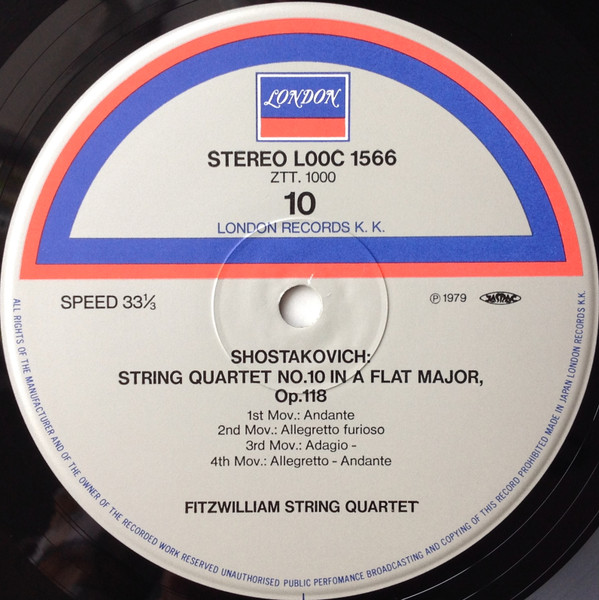 LONDON
STEREO L00C 1566
ZTT. 1000
10
LONDON RECORDS K. K.
SPEED 33⅓
Ⓟ 1979 JASRAC
SHOSTAKOVICH:
STRING QUARTET NO.10 IN A FLAT MAJOR,
Op.118
1st Mov.: Andante
2nd Mov.: Allegretto furioso
3rd Mov.: Adagio -
4th Mov.: Allegretto - Andante
FITZWILLIAM STRING QUARTET
ALL RIGHTS OF THE MANUFACTURER AND OF THE OWNER OF THE RECORDED WORK RESERVED UNAUTHORISED PUBLIC PERFOMANCE BROADCASTING AND COPYING OF THIS RECORD PROHIBITED MADE IN JAPAN LONDON RECORDS K.K.